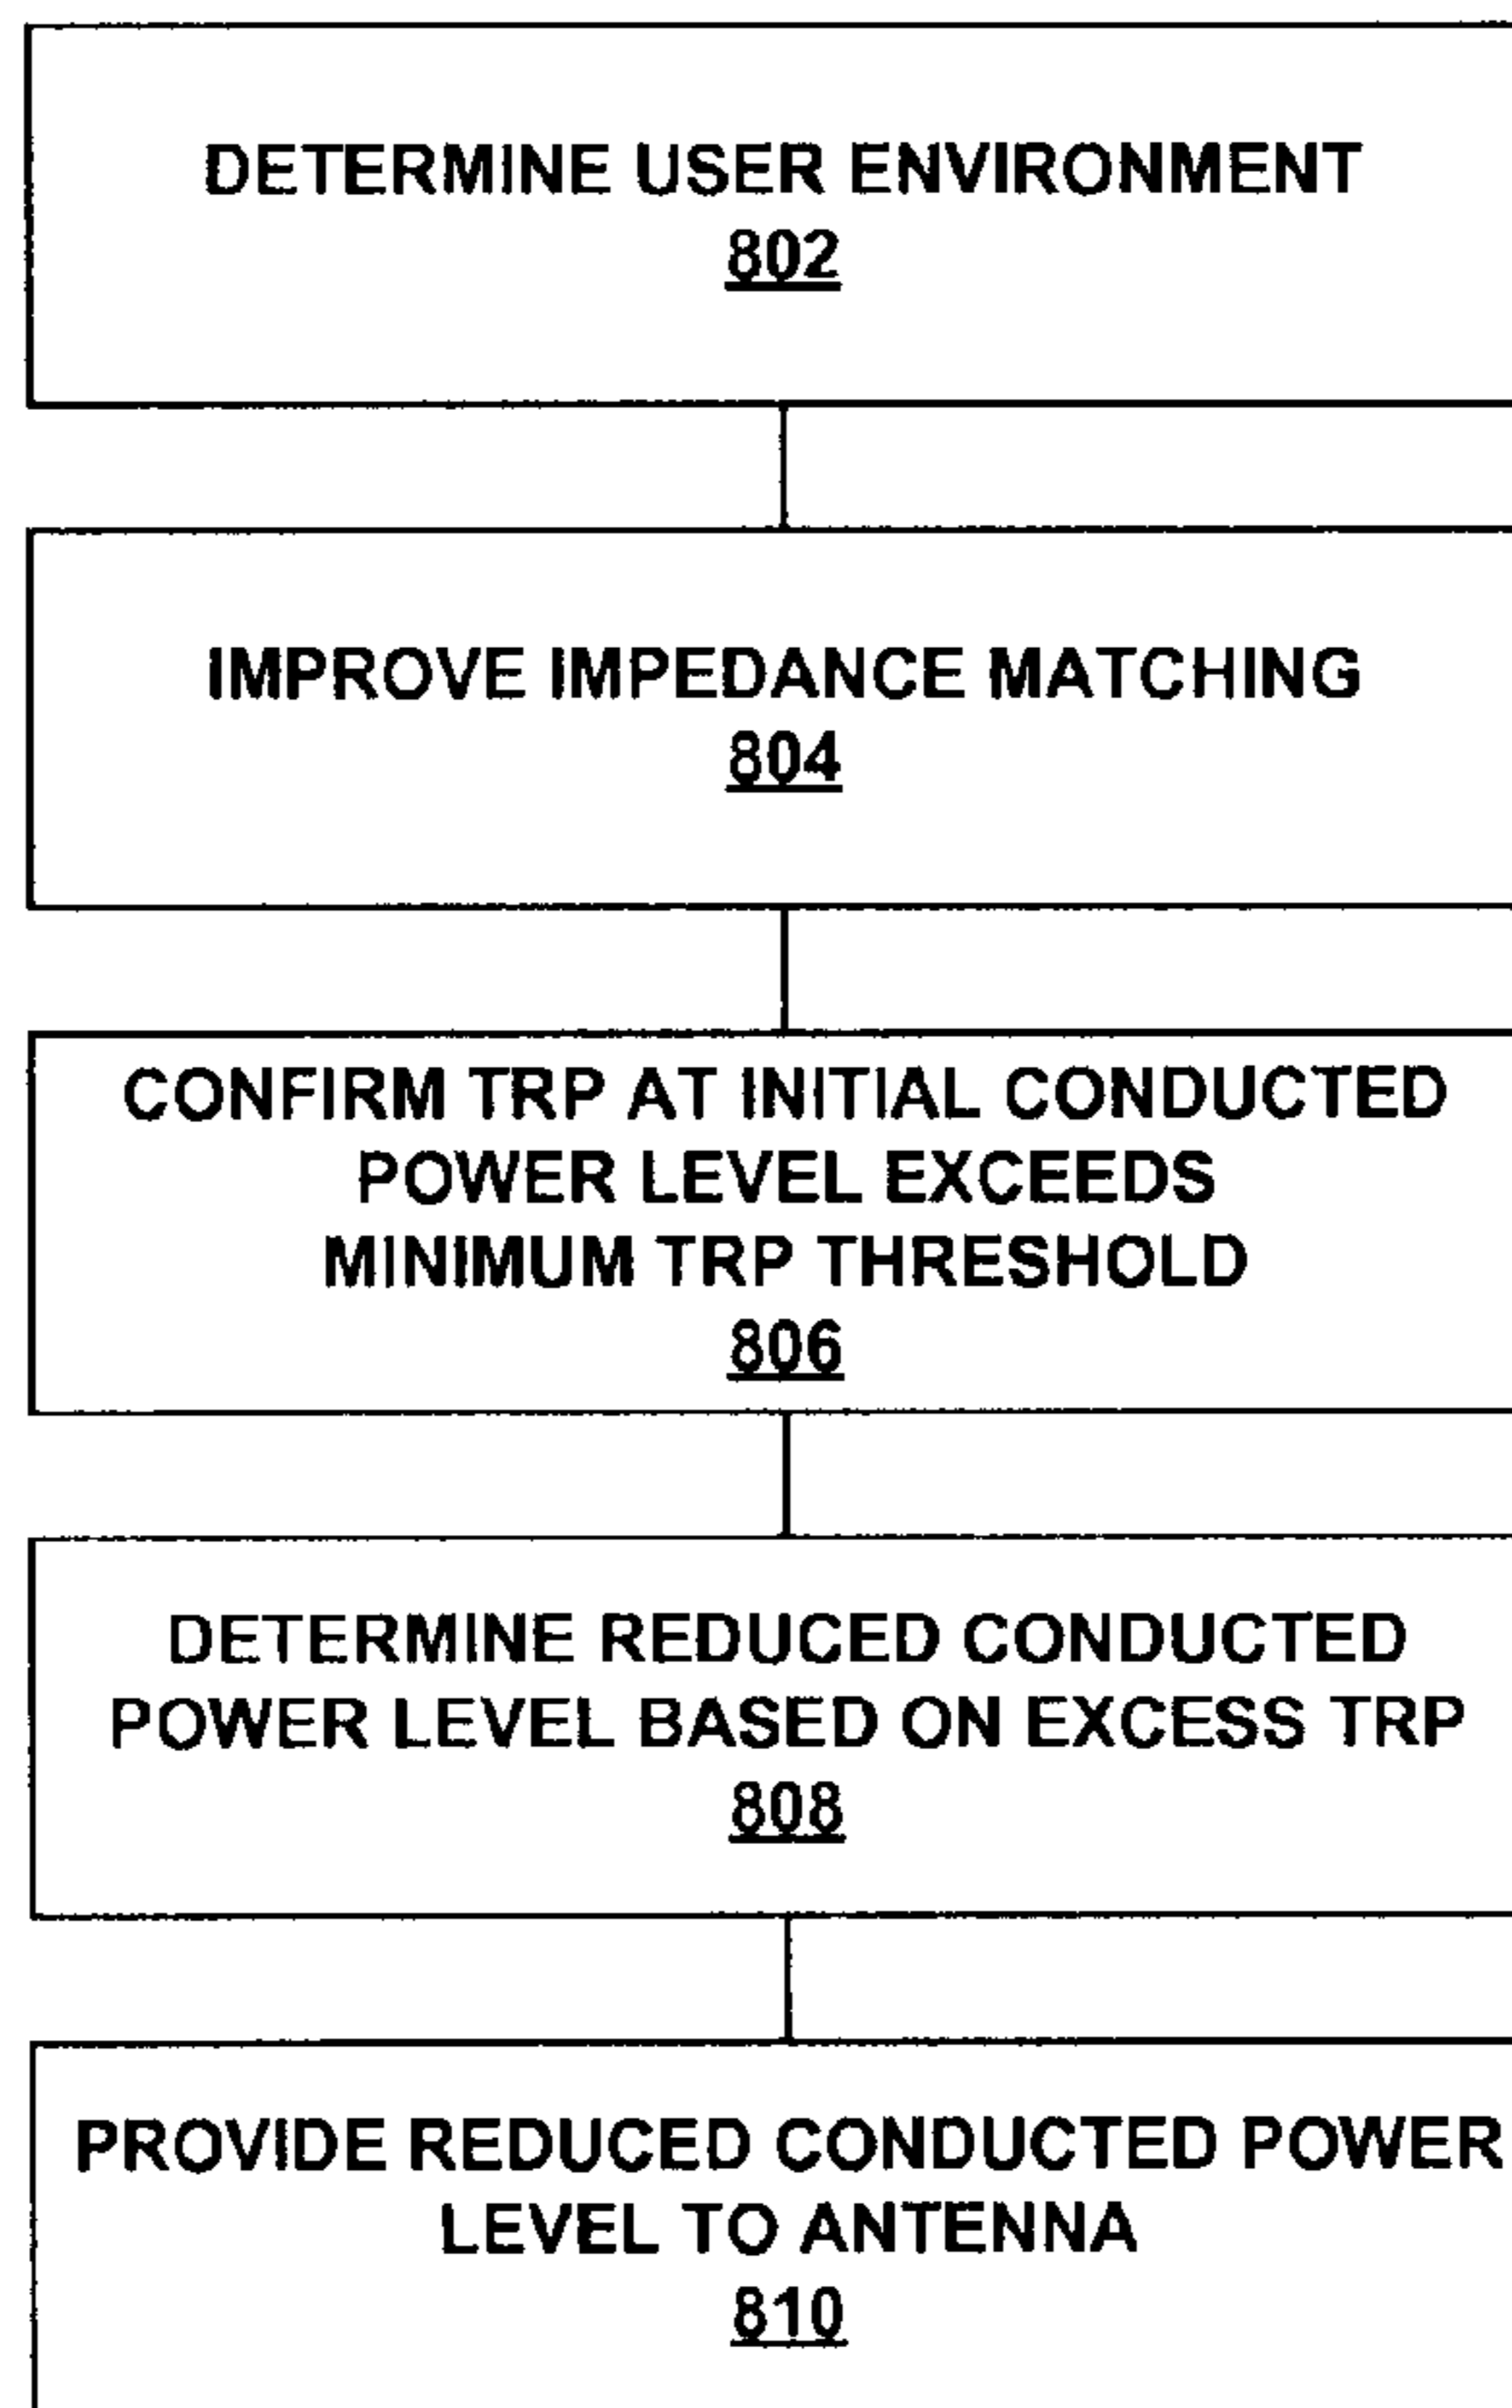 DETERMINE USER ENVIRONMENT
802
IMPROVE IMPEDANCE MATCHING
804
CONFIRM TRP AT INITIAL CONDUCTED
POWER LEVEL EXCEEDS
MINIMUM TRP THRESHOLD
806
DETERMINE REDUCED CONDUCTED
POWER LEVEL BASED ON EXCESS TRP
808
PROVIDE REDUCED CONDUCTED POWER
LEVEL TO ANTENNA
810